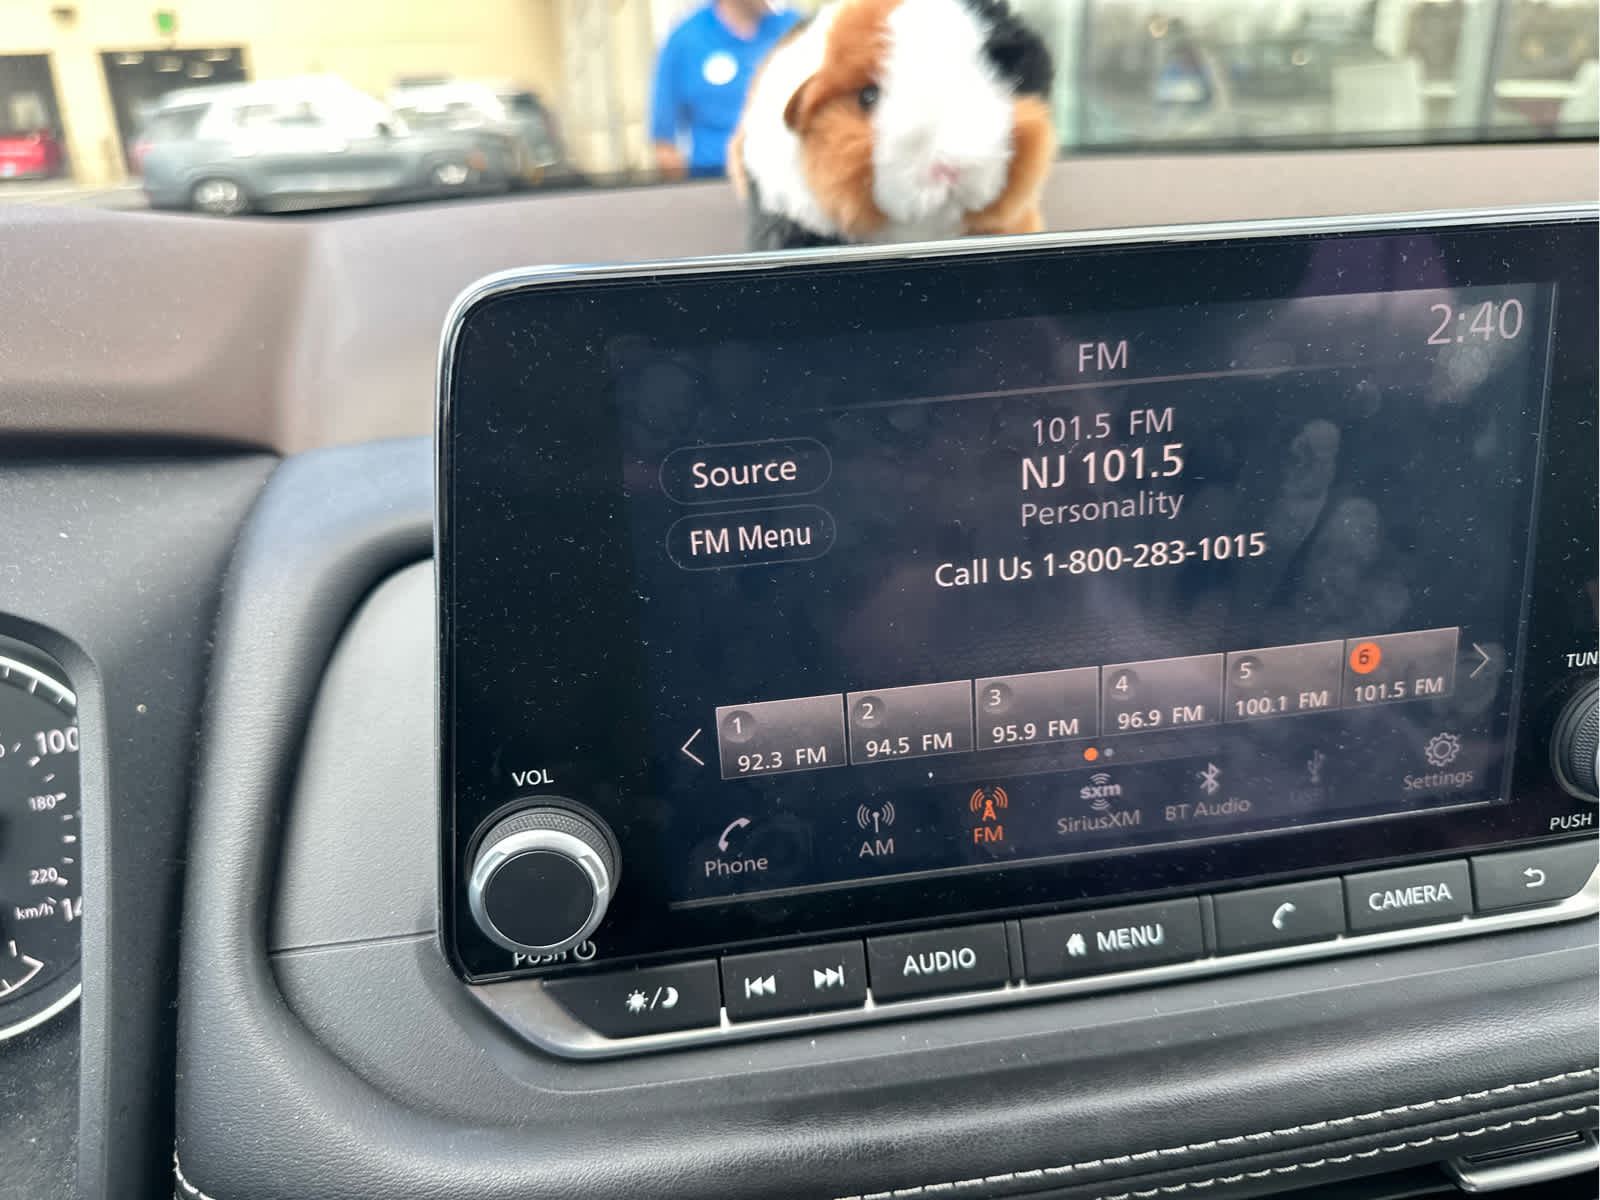 2:40
FM
101.5 FM
NJ 101.5
Personality
Call Us 1-800-283-1015
Source
FM Menu
1
92.3 FM
2
94.5 FM
3
95.9 FM
4
96.9 FM
5
100.1 FM
6
101.5 FM
Phone
AM
FM
sxm
SiriusXM
BT Audio
Settings
VOL
PUSH
TUN
PUSH
AUDIO
MENU
CAMERA
100
180
220
km/h